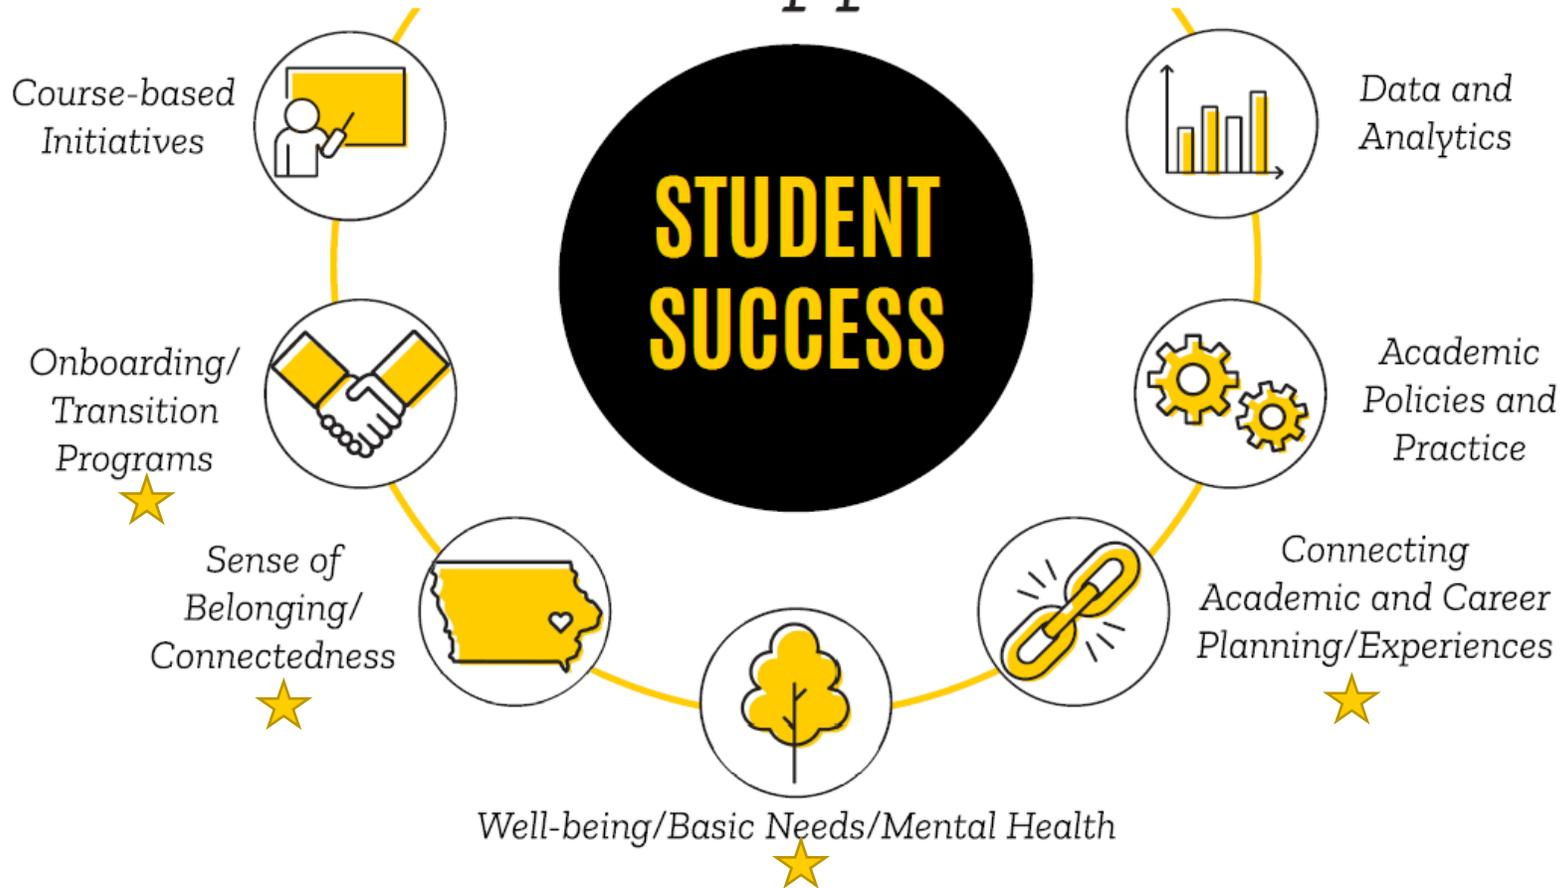 Course-based
Initiatives
Data and
Analytics
STUDENT
SUCCESS
Onboarding/
Transition
Programs
Academic
Policies and
Practice
Sense of
Belonging/
Connectedness
Connecting
Academic and Career
Planning/Experiences
Well-being/Basic Needs/Mental Health